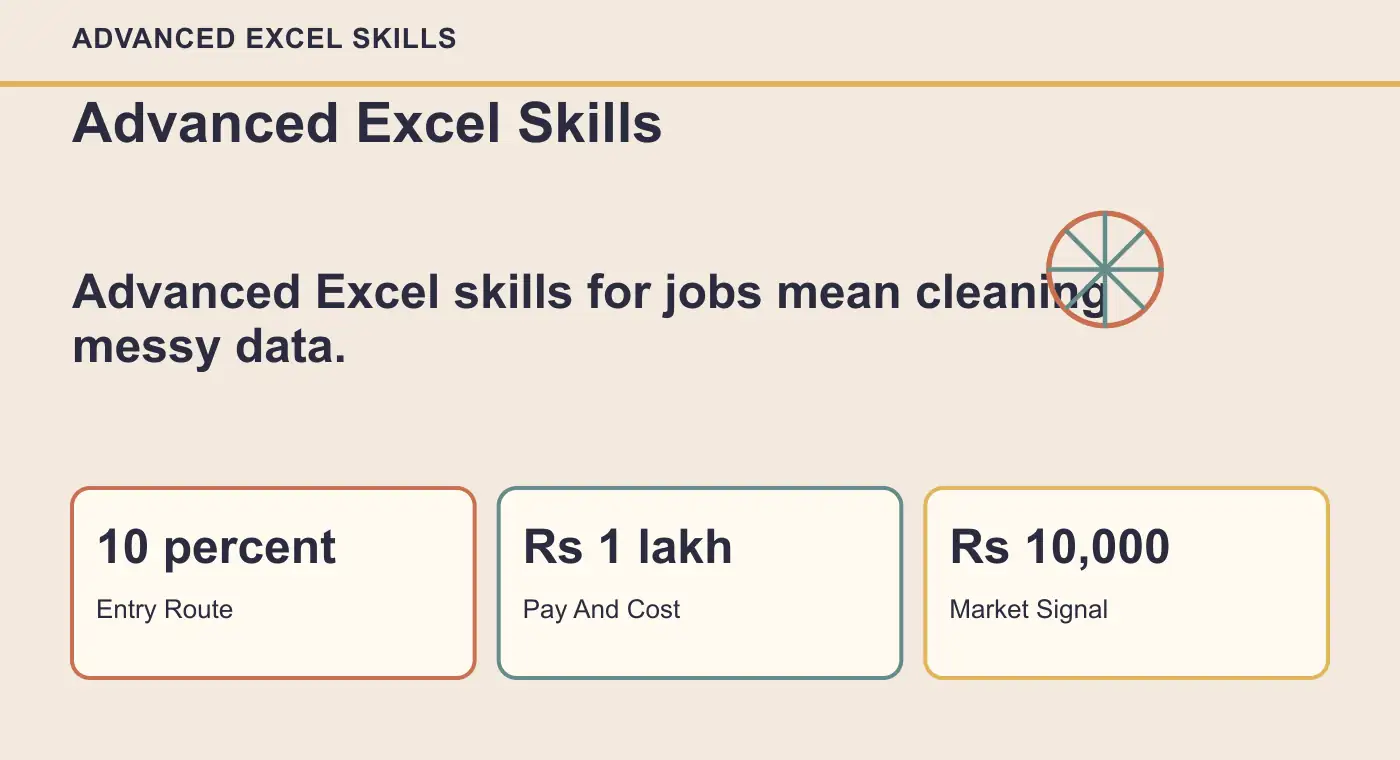 ADVANCED EXCEL SKILLS
Advanced Excel Skills
Advanced Excel skills for jobs mean cleaning
messy data.
10 percent
Entry Route
Rs 1 lakh
Pay And Cost
Rs 10,000
Market Signal